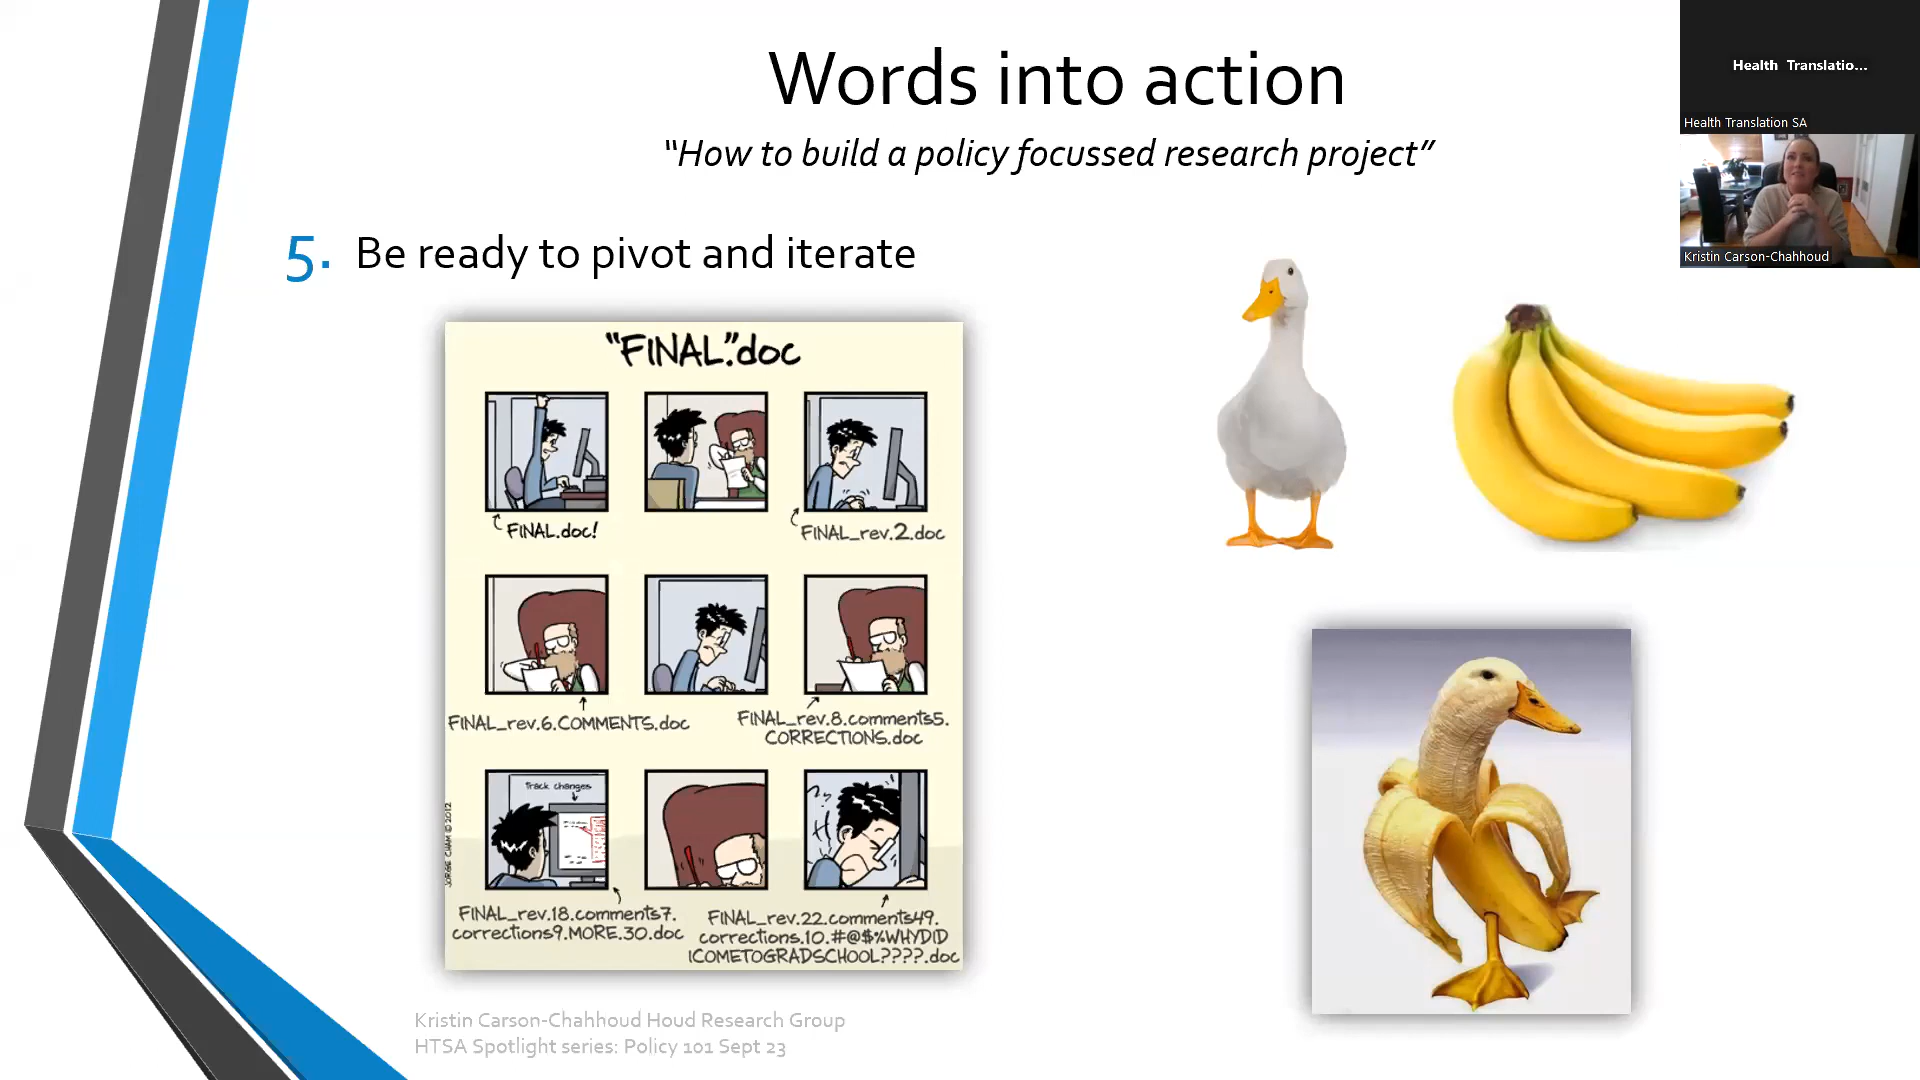 Words into action
“How to build a policy focussed research project”
5. Be ready to pivot and iterate
"FINAL".doc
FINAL.doc!
FINAL_rev.2.doc
FINAL_rev.6.COMMENTS.doc
FINAL_rev.8.comments5.
CORRECTIONS.doc
Track changes
FINAL_rev.18.comments7.
corrections9.MORE.30.doc
FINAL_rev.22.comments49.
corrections.10.#@$%WHYDID
ICOMETOGRADSCHOOL????.doc
JORGE CHAM © 2012
Kristin Carson-Chahhoud Houd Research Group
HTSA Spotlight series: Policy 101 Sept 23
Health Translatio...
Health Translation SA
Kristin Carson-Chahhoud